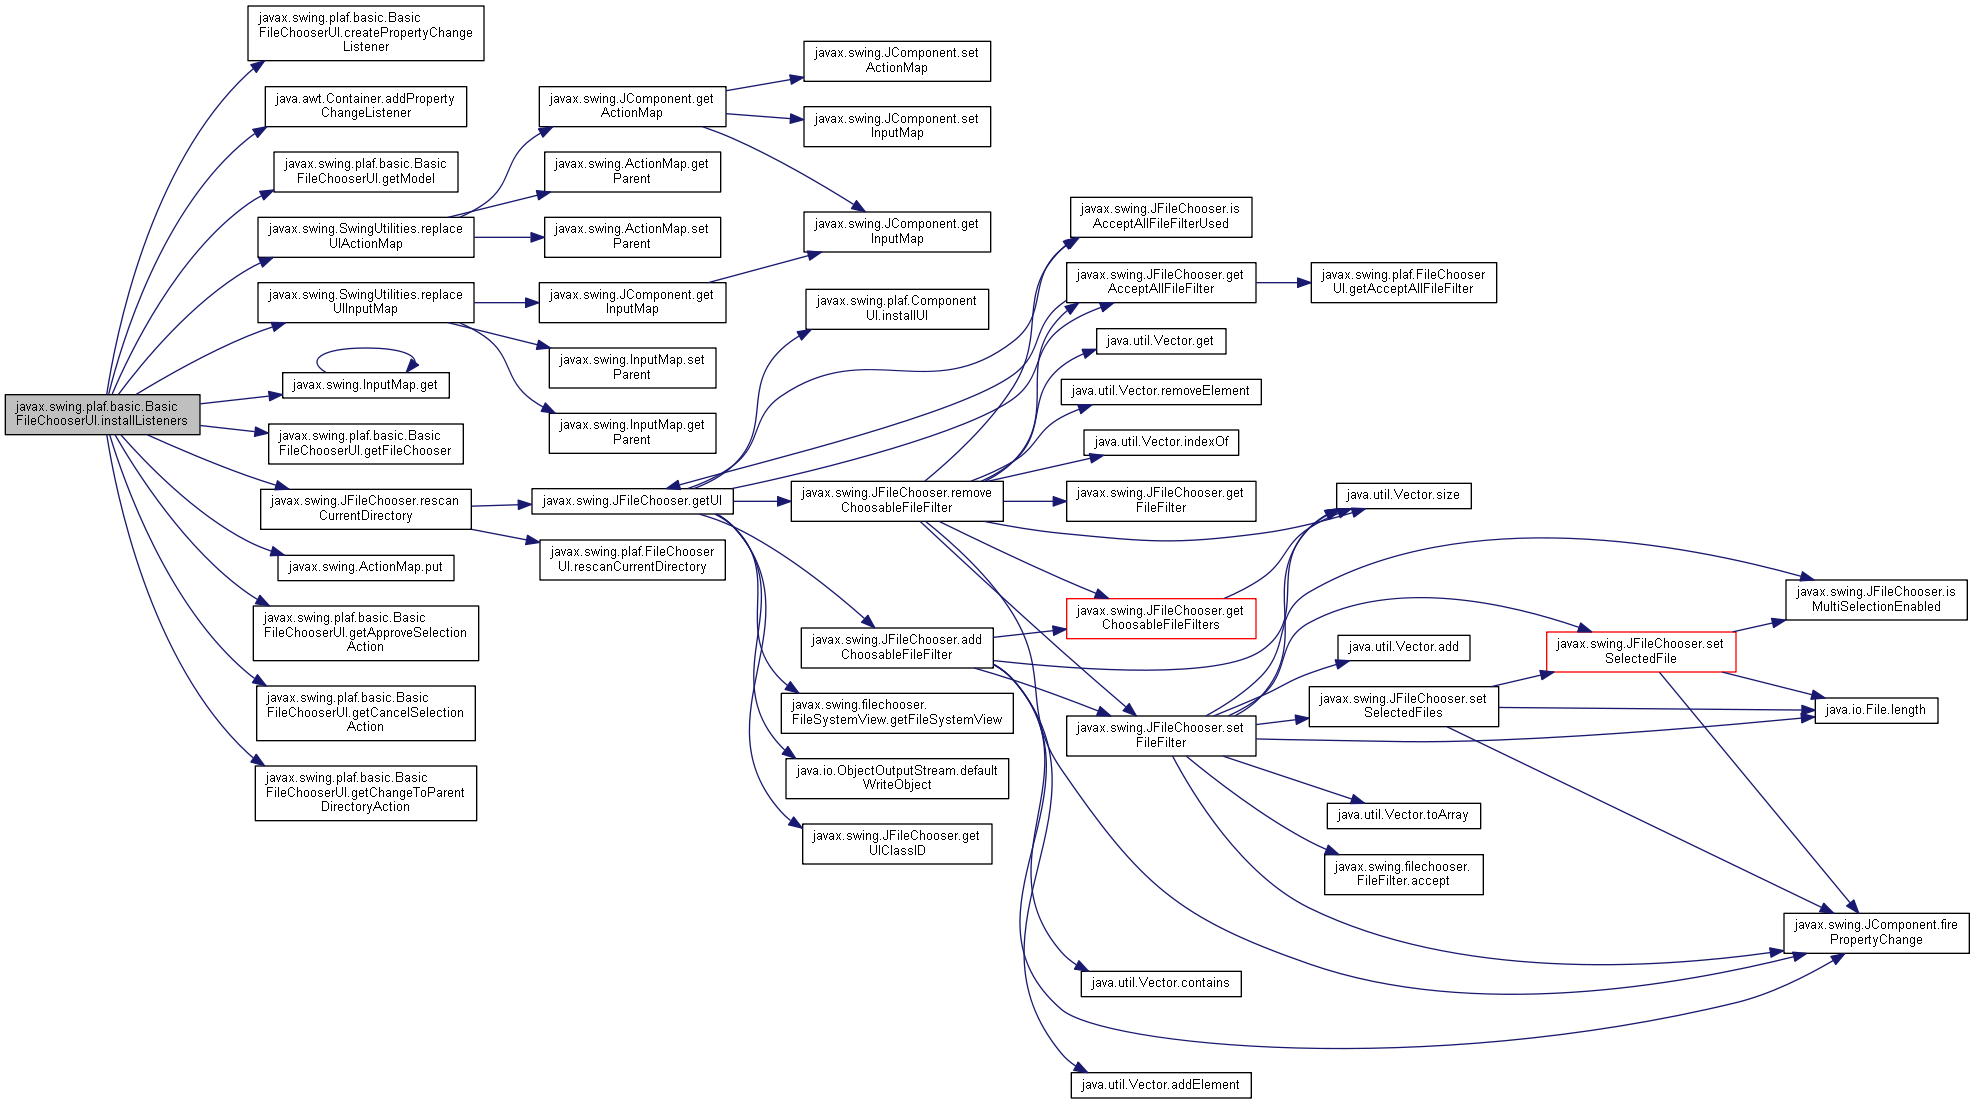 javax.swing.plaf.basic.Basic
FileChooserUI.installListeners
javax.swing.plaf.basic.Basic
FileChooserUI.createPropertyChange
Listener
java.awt.Container.addProperty
ChangeListener
javax.swing.plaf.basic.Basic
FileChooserUI.getModel
javax.swing.SwingUtilities.replace
UIActionMap
javax.swing.SwingUtilities.replace
UIInputMap
javax.swing.InputMap.get
javax.swing.plaf.basic.Basic
FileChooserUI.getFileChooser
javax.swing.JFileChooser.rescan
CurrentDirectory
javax.swing.ActionMap.put
javax.swing.plaf.basic.Basic
FileChooserUI.getApproveSelection
Action
javax.swing.plaf.basic.Basic
FileChooserUI.getCancelSelection
Action
javax.swing.plaf.basic.Basic
FileChooserUI.getChangeToParent
DirectoryAction
javax.swing.JComponent.get
ActionMap
javax.swing.ActionMap.get
Parent
javax.swing.ActionMap.set
Parent
javax.swing.JComponent.get
InputMap
javax.swing.InputMap.set
Parent
javax.swing.InputMap.get
Parent
javax.swing.JFileChooser.getUI
javax.swing.plaf.FileChooser
UI.rescanCurrentDirectory
javax.swing.JComponent.set
ActionMap
javax.swing.JComponent.set
InputMap
javax.swing.JComponent.get
InputMap
javax.swing.plaf.Component
UI.installUI
javax.swing.JFileChooser.remove
ChoosableFileFilter
javax.swing.JFileChooser.add
ChoosableFileFilter
javax.swing.filechooser.
FileSystemView.getFileSystemView
java.io.ObjectOutputStream.default
WriteObject
javax.swing.JFileChooser.get
UIClassID
javax.swing.JFileChooser.is
AcceptAllFileFilterUsed
javax.swing.JFileChooser.get
AcceptAllFileFilter
java.util.Vector.get
java.util.Vector.removeElement
java.util.Vector.indexOf
javax.swing.JFileChooser.get
FileFilter
javax.swing.JFileChooser.get
ChoosableFileFilters
javax.swing.JFileChooser.set
FileFilter
java.util.Vector.contains
java.util.Vector.addElement
javax.swing.plaf.FileChooser
UI.getAcceptAllFileFilter
java.util.Vector.size
java.util.Vector.add
javax.swing.JFileChooser.set
SelectedFiles
java.util.Vector.toArray
javax.swing.filechooser.
FileFilter.accept
javax.swing.JFileChooser.set
SelectedFile
javax.swing.JFileChooser.is
MultiSelectionEnabled
java.io.File.length
javax.swing.JComponent.fire
PropertyChange